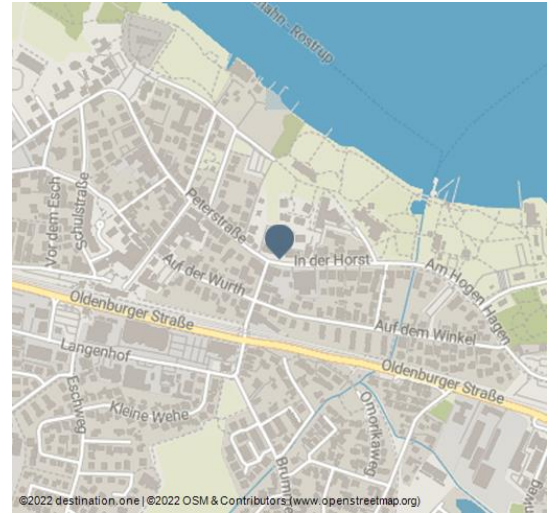 Rostrup
Vor dem Esch
Schulstraße
Peterstraße
In der Horst
Am Hogen Hagen
Auf der Wurth
Oldenburger Straße
Auf dem Winkel
Langenhof
Oldenburger Straße
Eschweg
Kleine Wehe
Omorikaweg
©2022 destination.one | ©2022 OSM & Contributors (www.openstreetmap.org)